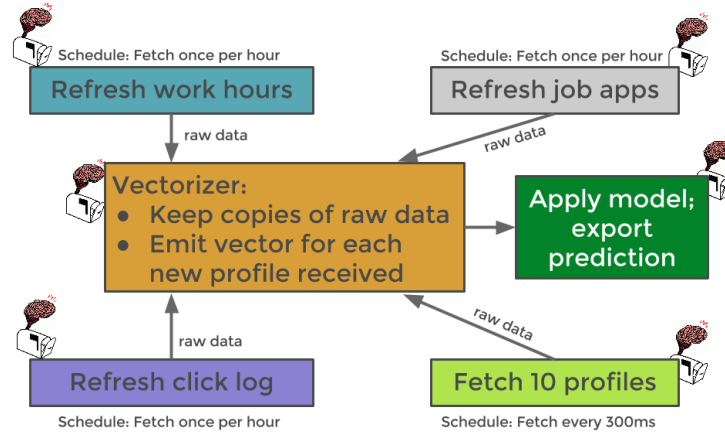 Schedule: Fetch once per hour
Refresh work hours
raw data
Schedule: Fetch once per hour
Refresh job apps
raw data
Vectorizer:
● Keep copies of raw data
● Emit vector for each
new profile received
Apply model;
export
prediction
raw data
Refresh click log
Schedule: Fetch once per hour
raw data
Fetch 10 profiles
Schedule: Fetch every 300ms